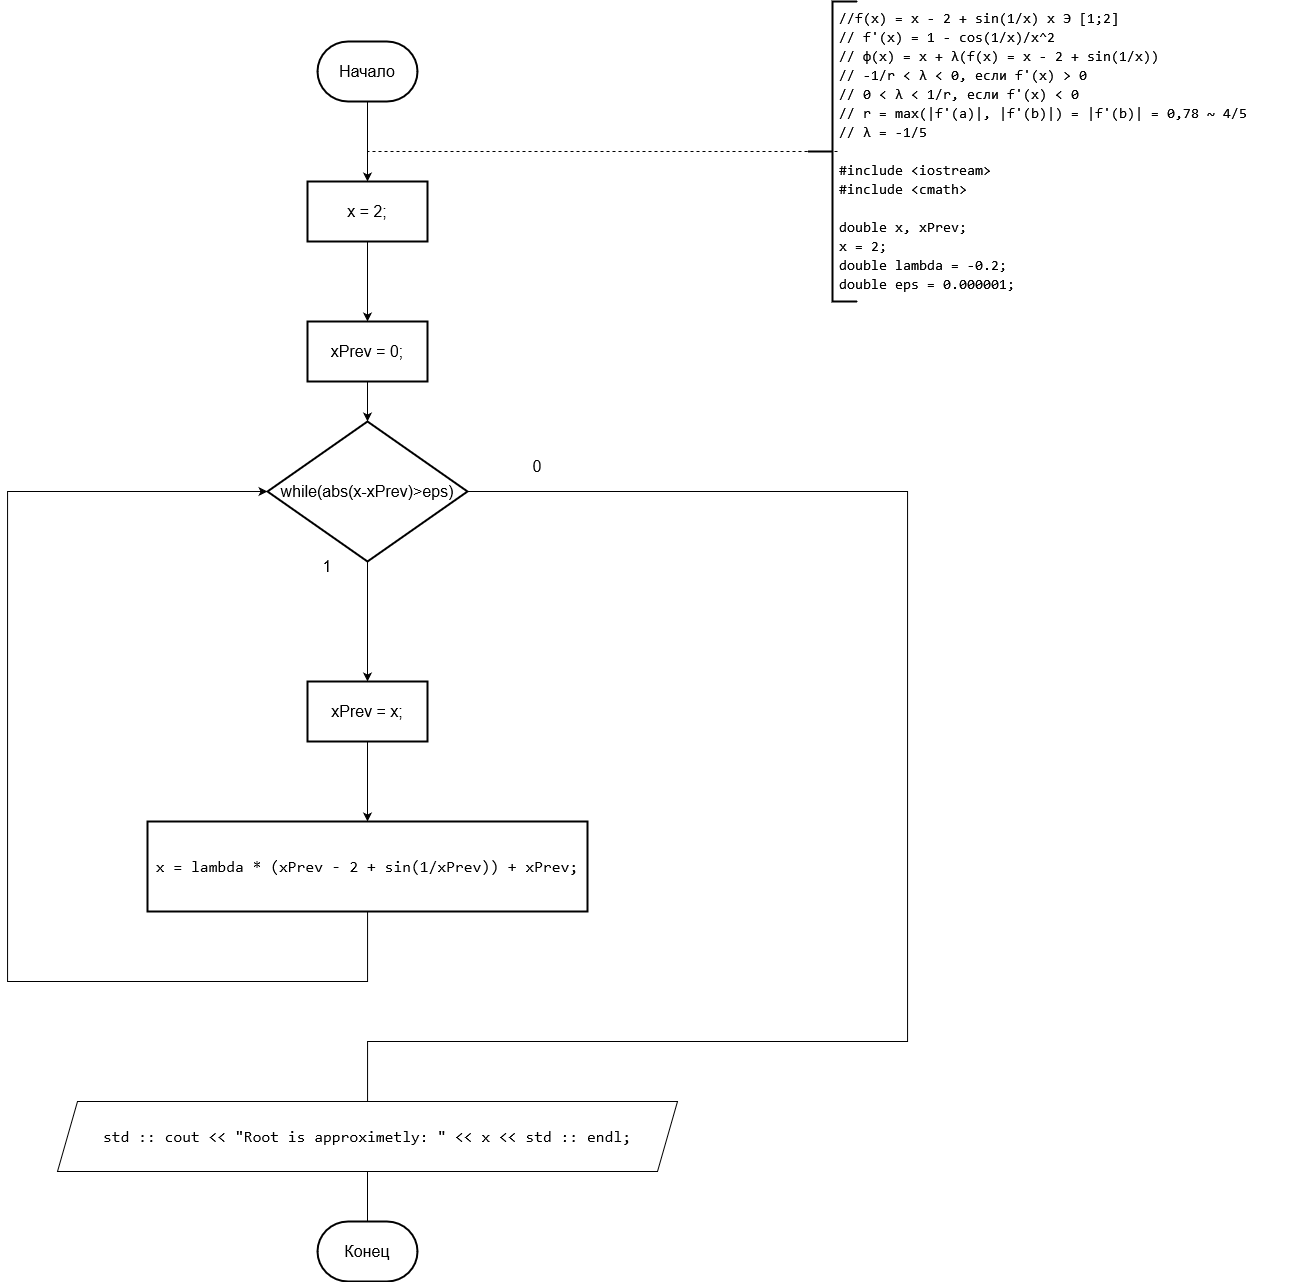 //f(x) = x - 2 + sin(1/x) x Э [1;2]
// f'(x) = 1 - cos(1/x)/x^2
// ф(x) = x + λ(f(x) = x - 2 + sin(1/x))
// -1/r < λ < 0, если f'(x) > 0
// 0 < λ < 1/r, если f'(x) < 0
// r = max(|f'(a)|, |f'(b)|) = |f'(b)| = 0,78 ~ 4/5
// λ = -1/5
#include <iostream>
#include <cmath>
double x, xPrev;
x = 2;
double lambda = -0.2;
double eps = 0.000001;
Начало
x = 2;
xPrev = 0;
while(abs(x-xPrev)>eps)
0
1
xPrev = x;
x = lambda * (xPrev - 2 + sin(1/xPrev)) + xPrev;
std :: cout << "Root is approximetly: " << x << std :: endl;
Конец